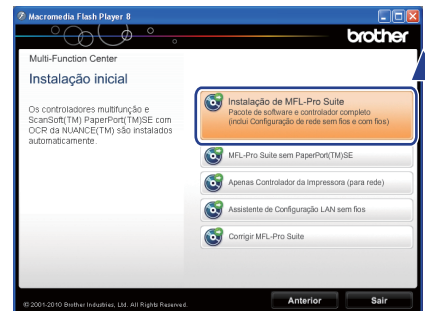 Macromedia Flash Player 8
brother
Multi-Function Center
Instalação inicial
Os controladores multifunção e
ScanSoft(TM) PaperPort(TM)SE com
OCR da NUANCE(TM) são instalados
automaticamente.
Instalação de MFL-Pro Suite
Pacote de software e controlador completo
(inclui Configuração de rede sem fios e com fios)
MFL-Pro Suite sem PaperPort(TM)SE
Apenas Controlador da Impressora (para rede)
Assistente de Configuração LAN sem fios
Corrigir MFL-Pro Suite
© 2001-2010 Brother Industries, Ltd. All Rights Reserved.
Anterior
Sair